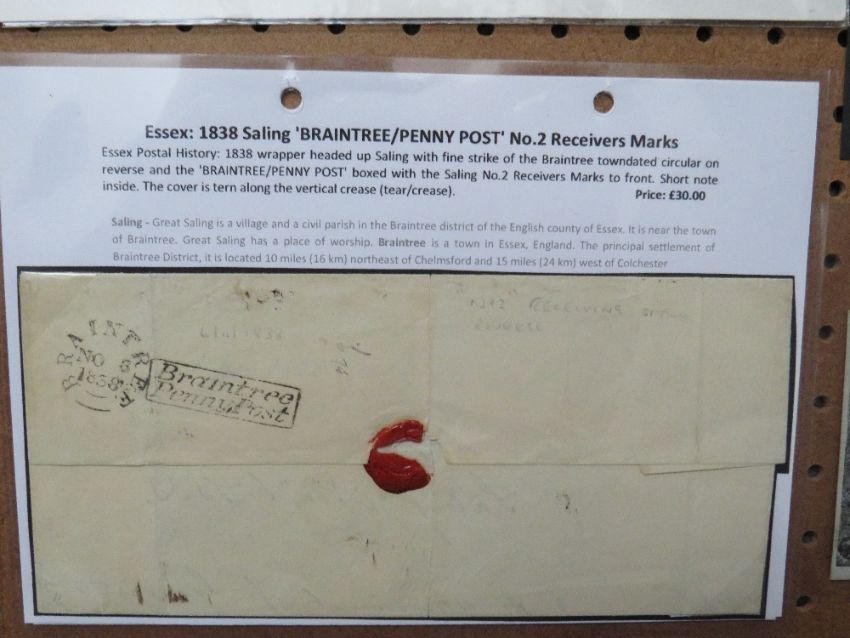 Essex: 1838 Saling 'BRAINTREE/PENNY POST' No.2 Receivers Marks
Essex Postal History: 1838 wrapper headed up Saling with fine strike of the Braintree towndated circular on
reverse and the 'BRAINTREE/PENNY POST' boxed with the Saling No.2 Receivers Marks to front. Short note
inside. The cover is tern along the vertical crease (tear/crease).
Price: £30.00
Saling - Great Saling is a village and a civil parish in the Braintree district of the English county of Essex. It is near the town
of Braintree. Great Saling has a place of worship. Braintree is a town in Essex, England. The principal settlement of
Braintree District, it is located 10 miles (16 km) northeast of Chelmsford and 15 miles (24 km) west of Colchester
No 2 RECEIVING
REVERSE
BRAINTREE
NO 8
1838
Braintree
Penny Post